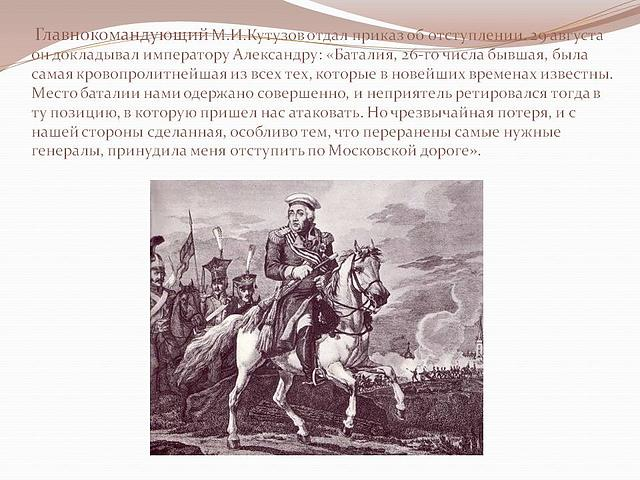 Главнокомандующий М.И.Кутузов отдал приказ об отступлении. 29 августа
он докладывал императору Александру: «Баталия, 26-го числа бывшая, была
самая кровопролитнейшая из всех тех, которые в новейших временах известны.
Место баталии нами одержано совершенно, и неприятель ретировался тогда в
ту позицию, в которую пришел нас атаковать. Но чрезвычайная потеря, и с
нашей стороны сделанная, особливо тем, что переранены самые нужные
генералы, принудила меня отступить по Московской дороге».